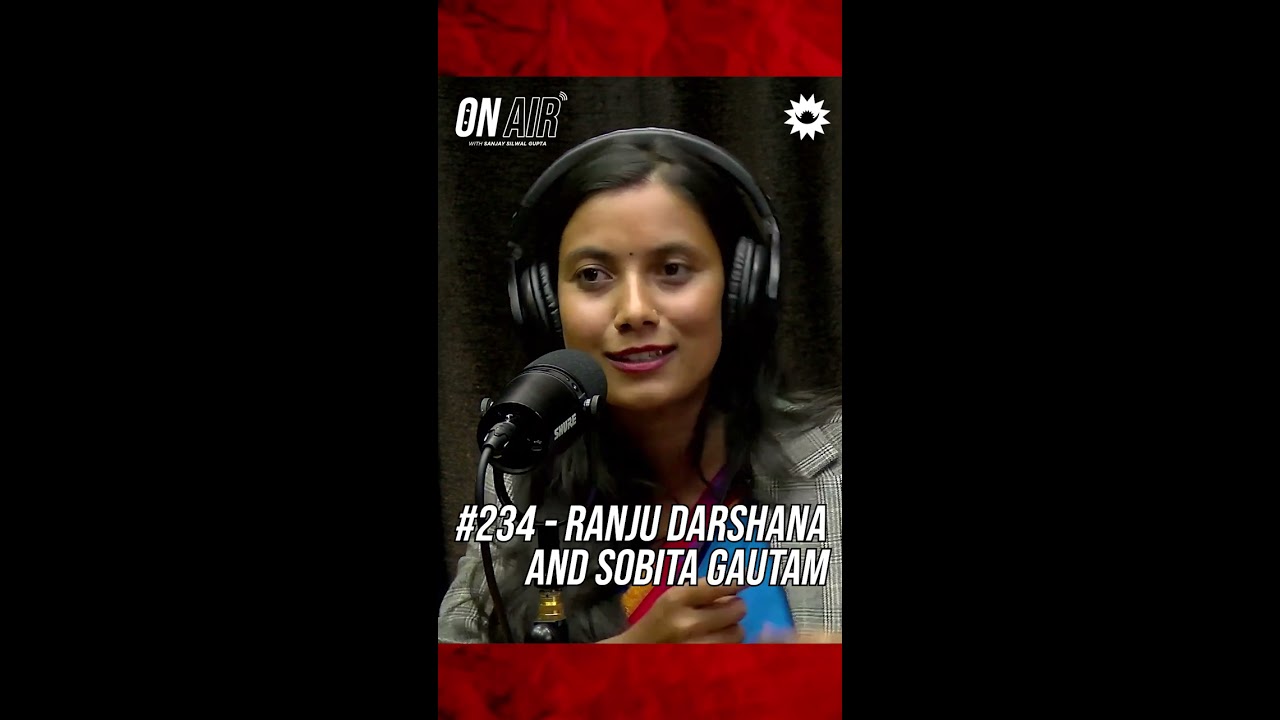 ON AIR
WITH SANJAY SILWAL GUPTA
SHURE
#234 - RANJU DARSHANA
AND SOBITA GAUTAM